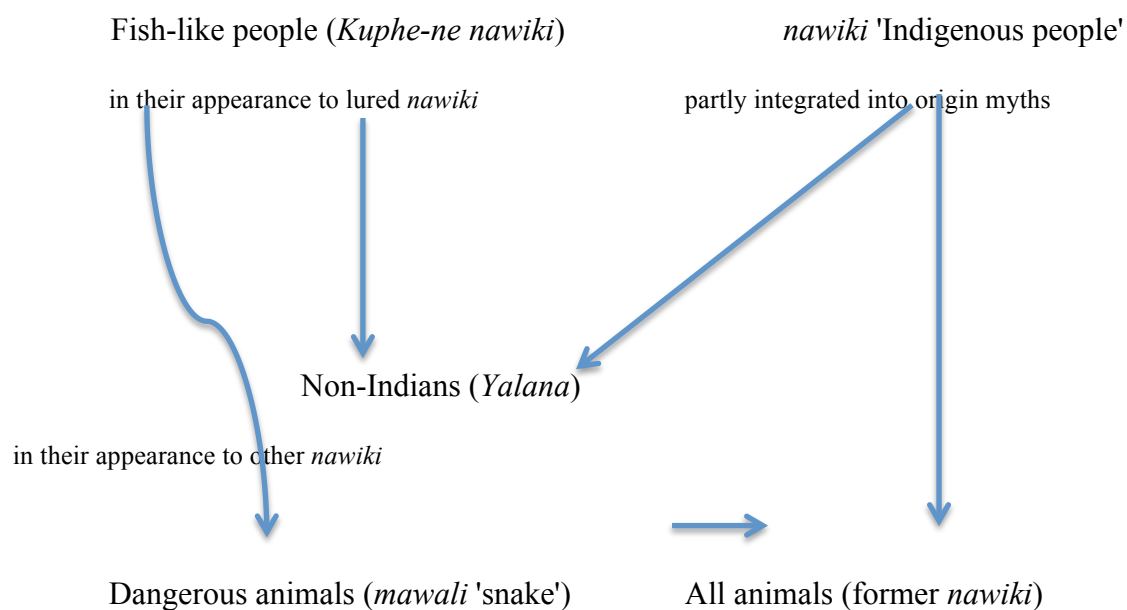 Fish-like people (Kuphe-ne nawiki)
nawiki 'Indigenous people'
in their appearance to lured nawiki
partly integrated into origin myths
Non-Indians (Yalana)
in their appearance to other nawiki
Dangerous animals (mawali 'snake')
All animals (former nawiki)